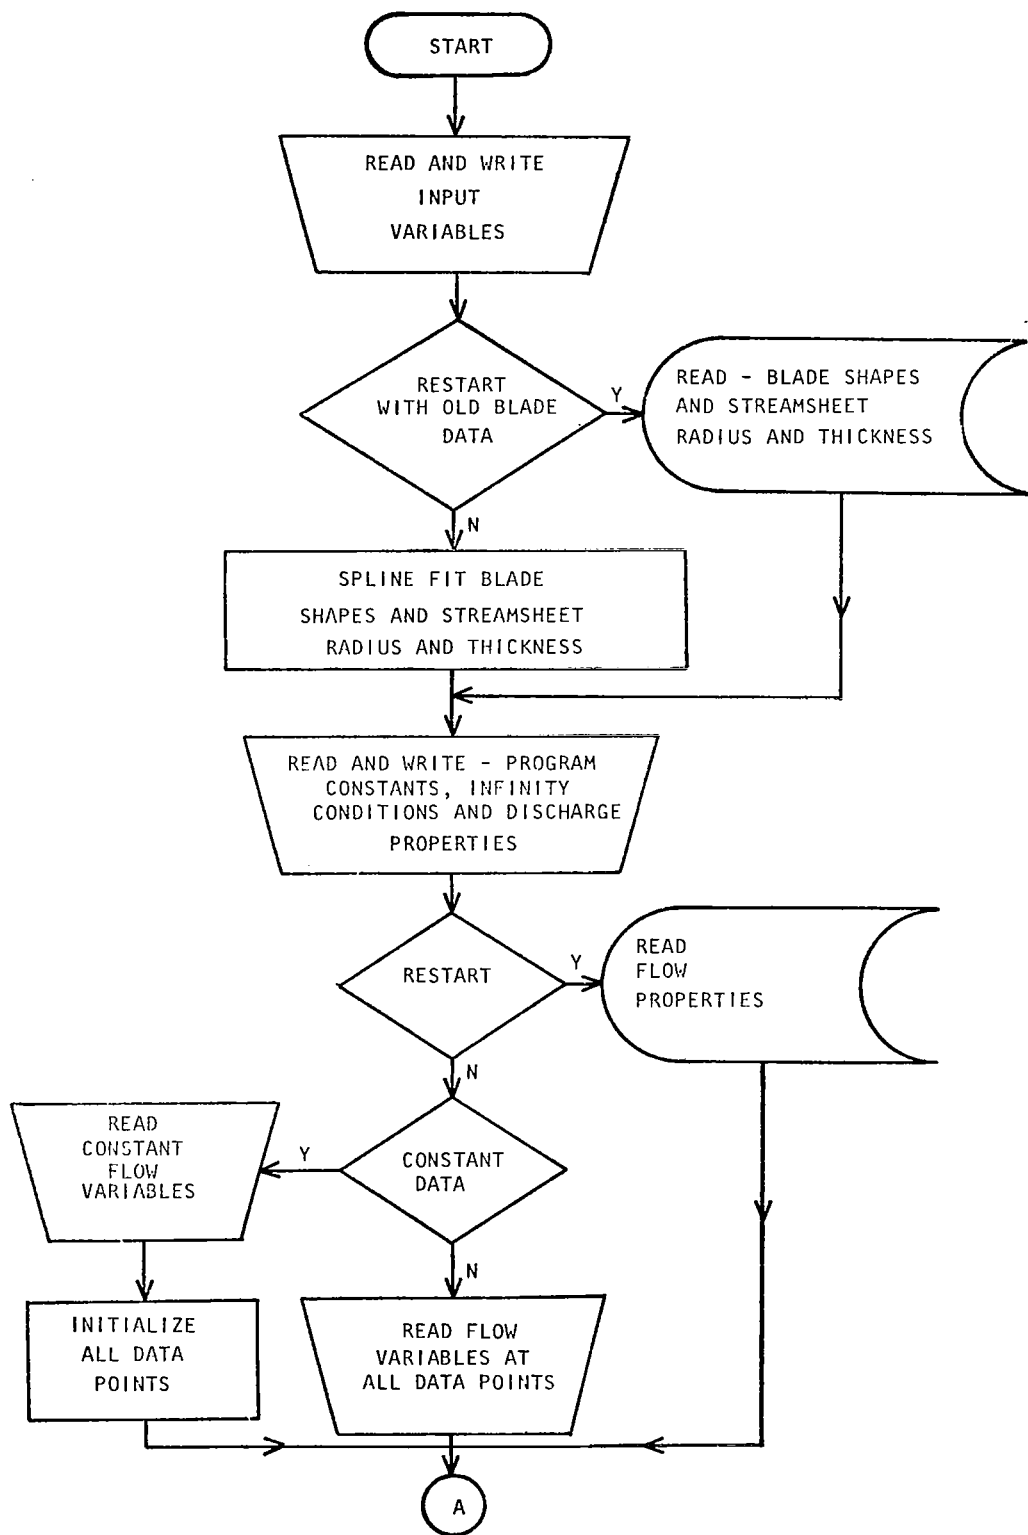 START
READ AND WRITE
INPUT
VARIABLES
RESTART
WITH OLD BLADE
DATA
Y
READ - BLADE SHAPES
AND STREAMSHEET
RADIUS AND THICKNESS
N
SPLINE FIT BLADE
SHAPES AND STREAMSHEET
RADIUS AND THICKNESS
READ AND WRITE - PROGRAM
CONSTANTS, INFINITY
CONDITIONS AND DISCHARGE
PROPERTIES
RESTART
Y
READ
FLOW
PROPERTIES
N
READ
CONSTANT
FLOW
VARIABLES
Y
CONSTANT
DATA
N
INITIALIZE
ALL DATA
POINTS
READ FLOW
VARIABLES AT
ALL DATA POINTS
A